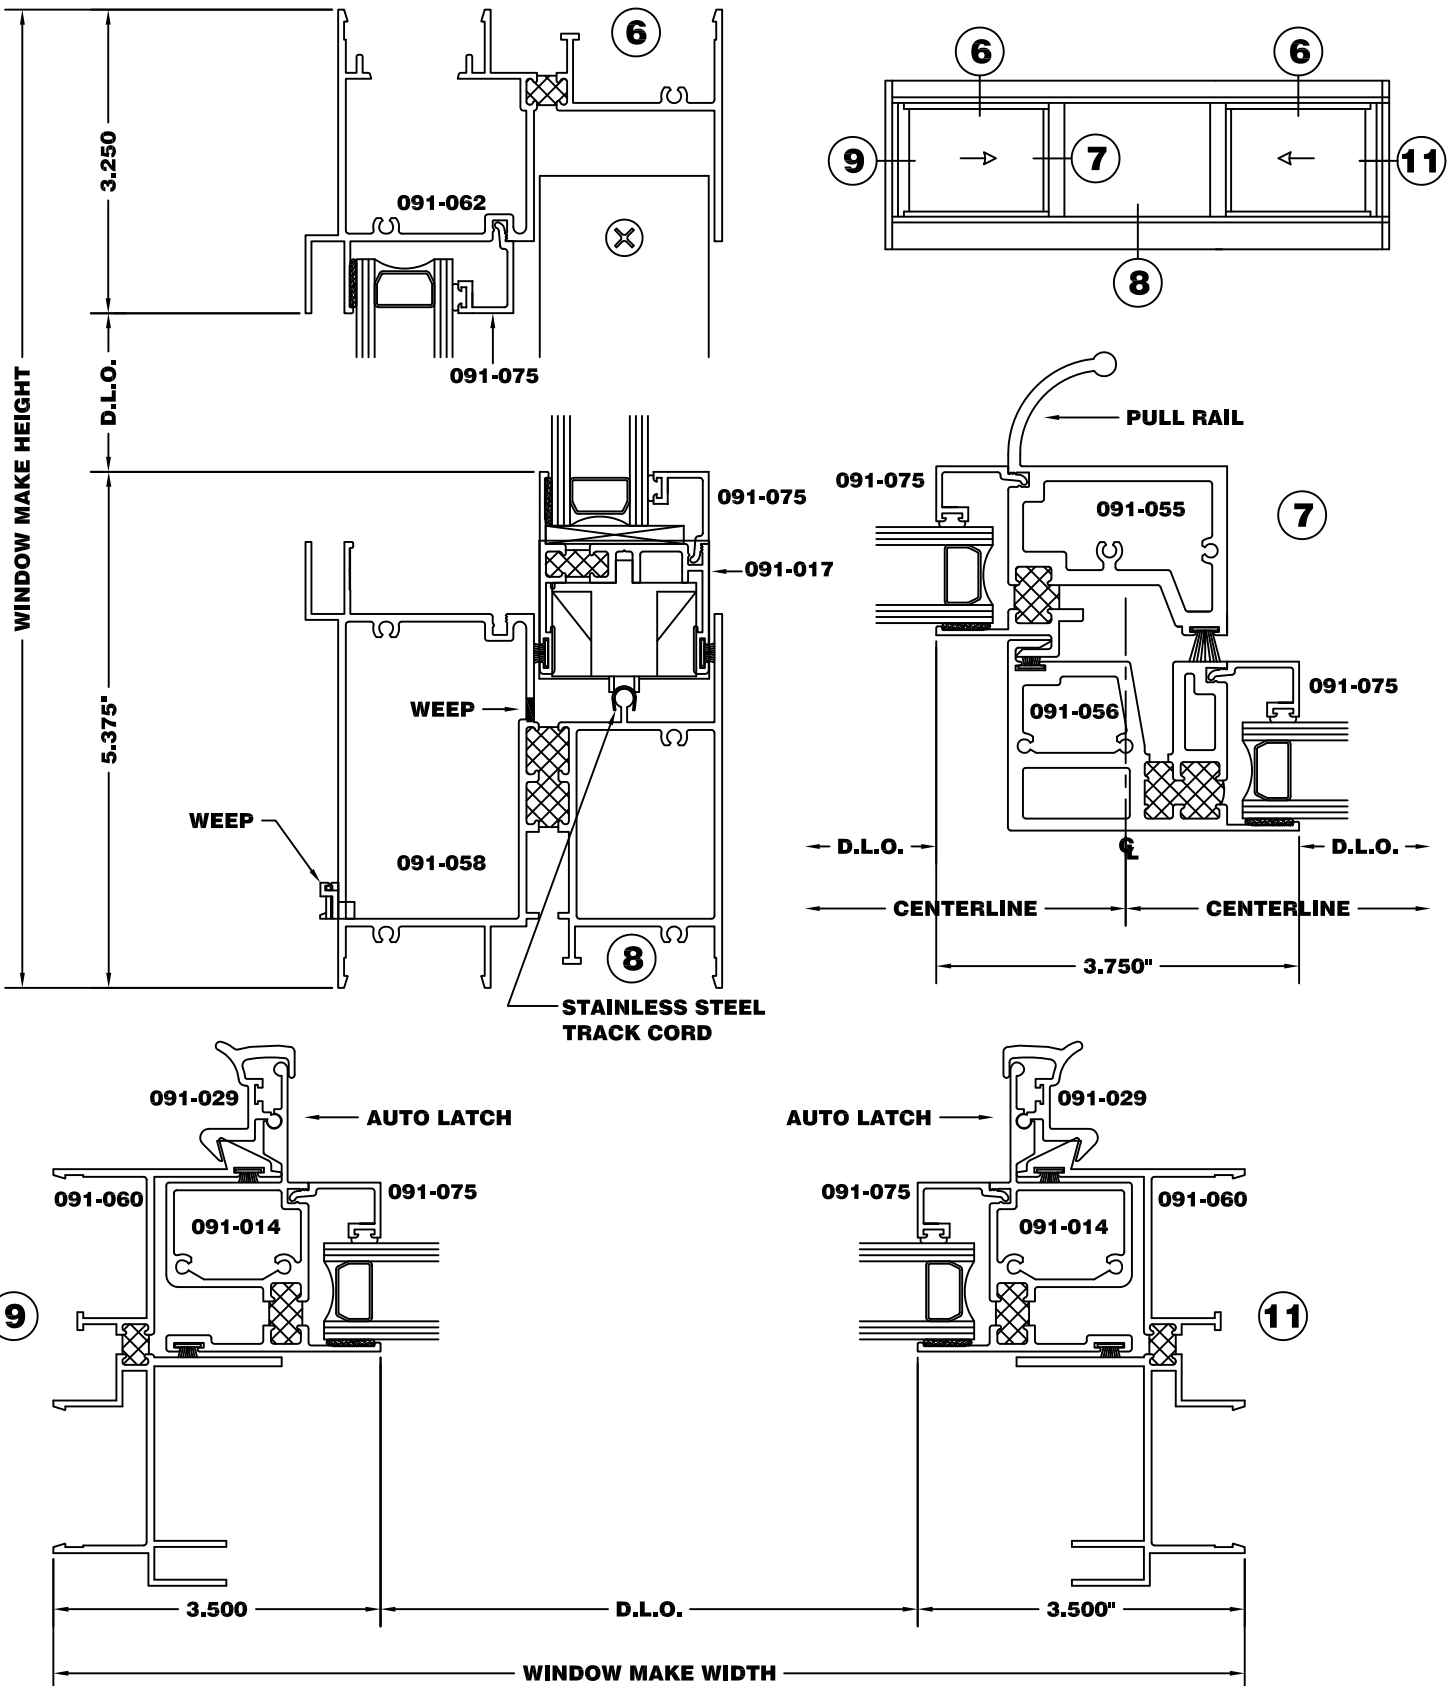 6
6
6
3.250
9
7
11
091-062
8
D.L.O.
091-075
WINDOW MAKE HEIGHT
PULL RAIL
091-075
091-075
091-055
7
091-017
WEEP
091-056
091-075
5.375"
WEEP
091-058
D.L.O.
CL
D.L.O.
CENTERLINE
CENTERLINE
8
3.750"
STAINLESS STEEL
TRACK CORD
091-029
AUTO LATCH
AUTO LATCH
091-029
091-060
091-075
091-075
091-060
091-014
091-014
9
11
3.500
D.L.O.
3.500"
WINDOW MAKE WIDTH